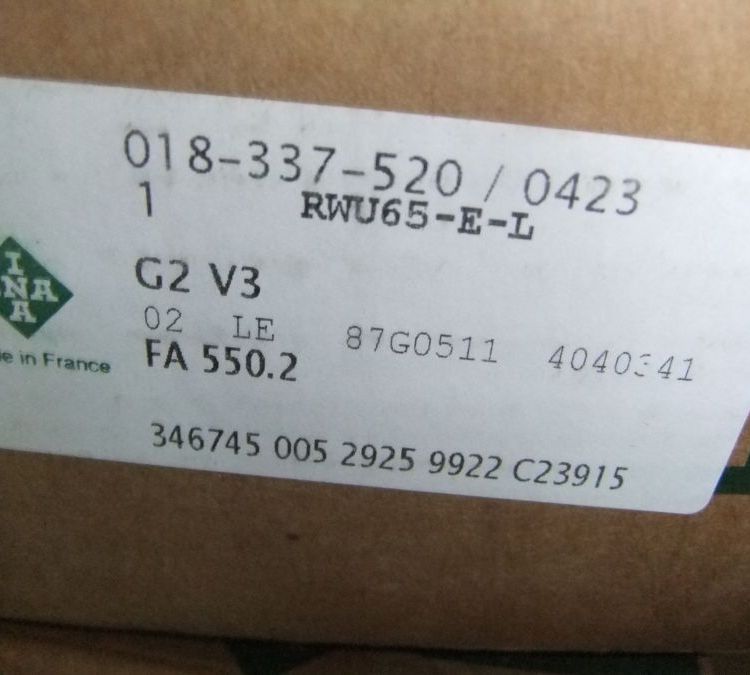 018-337-520 / 0423
1 RWU65-E-L
INA
G2 V3
02 LE 87G0511
FA 550.2
in France
346745 005 2925 9922 C23915